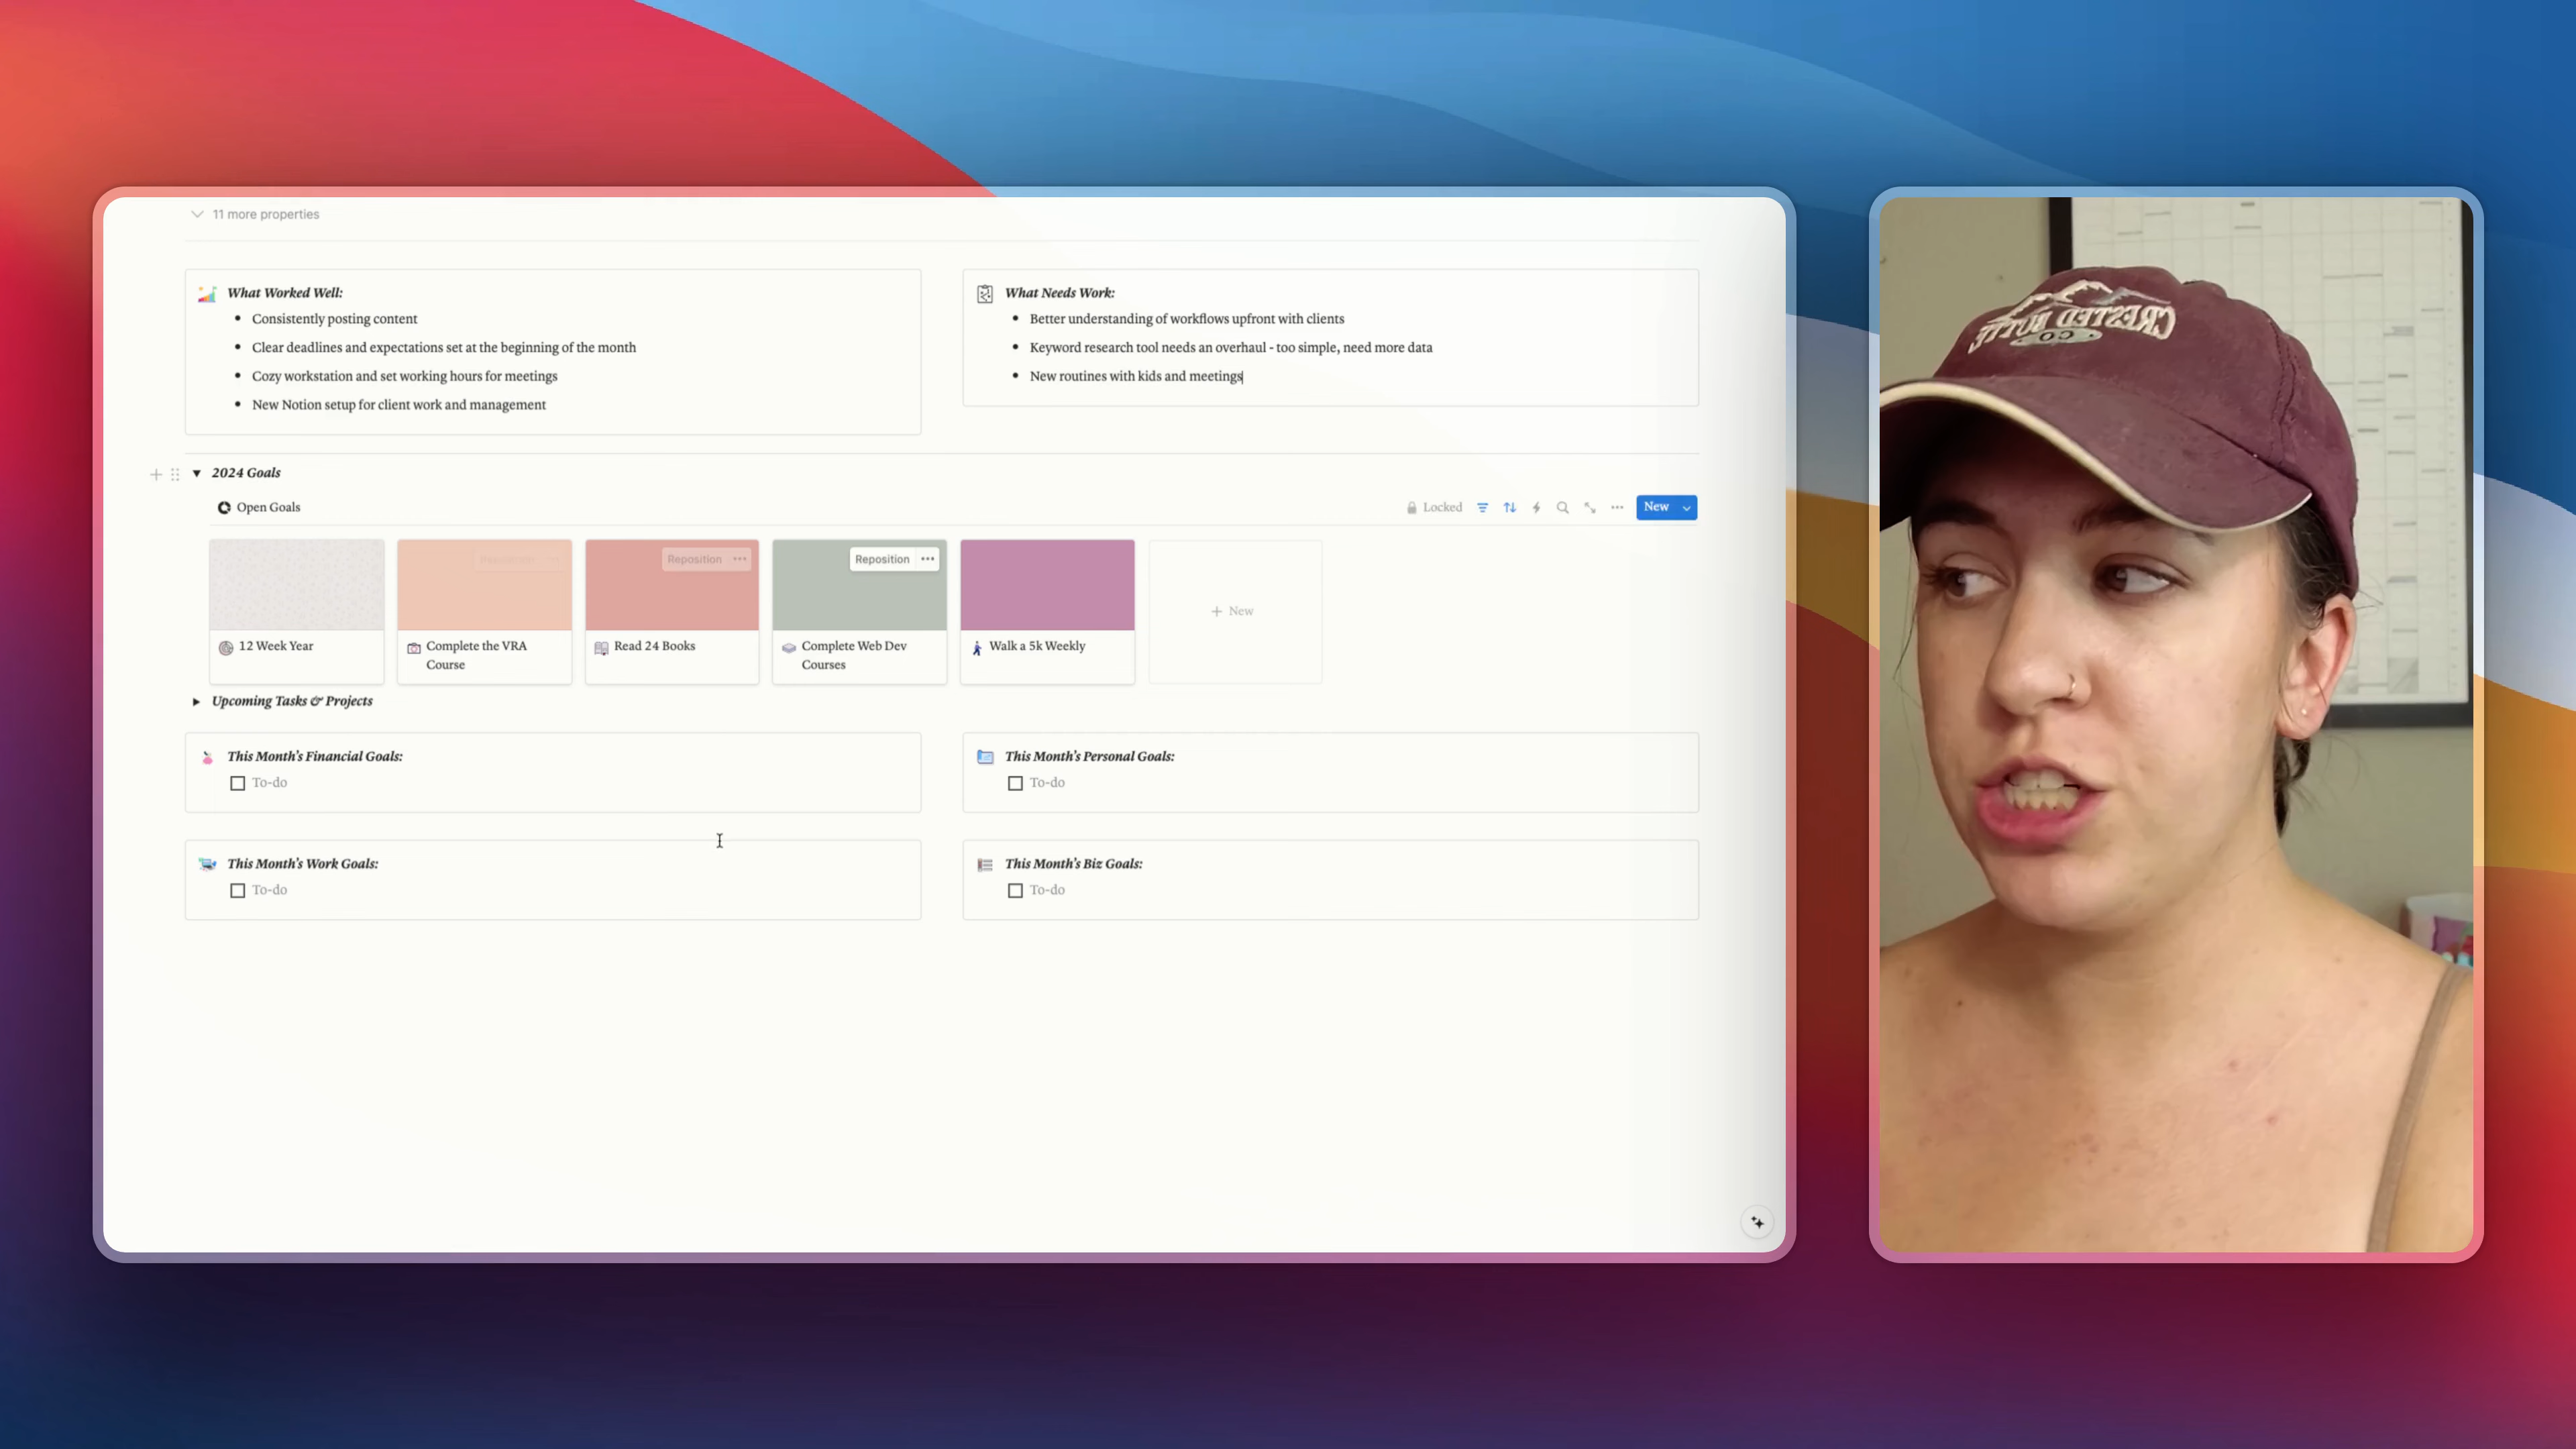 11 more properties
What Worked Well:
Consistently posting content
Clear deadlines and expectations set at the beginning of the month
Cozy workstation and set working hours for meetings
New Notion setup for client work and management
What Needs Work:
Better understanding of workflows upfront with clients
Keyword research tool needs an overhaul - too simple, need more data
New routines with kids and meetings
2024 Goals
Open Goals
Locked
New
Reposition
Reposition
Reposition
12 Week Year
Complete the VRA
Course
Read 24 Books
Complete Web Dev
Courses
Walk a 5k Weekly
+ New
Upcoming Tasks & Projects
This Month's Financial Goals:
To-do
This Month's Personal Goals:
To-do
This Month's Work Goals:
To-do
This Month's Biz Goals:
To-do
CRESTED BUTTE
CO